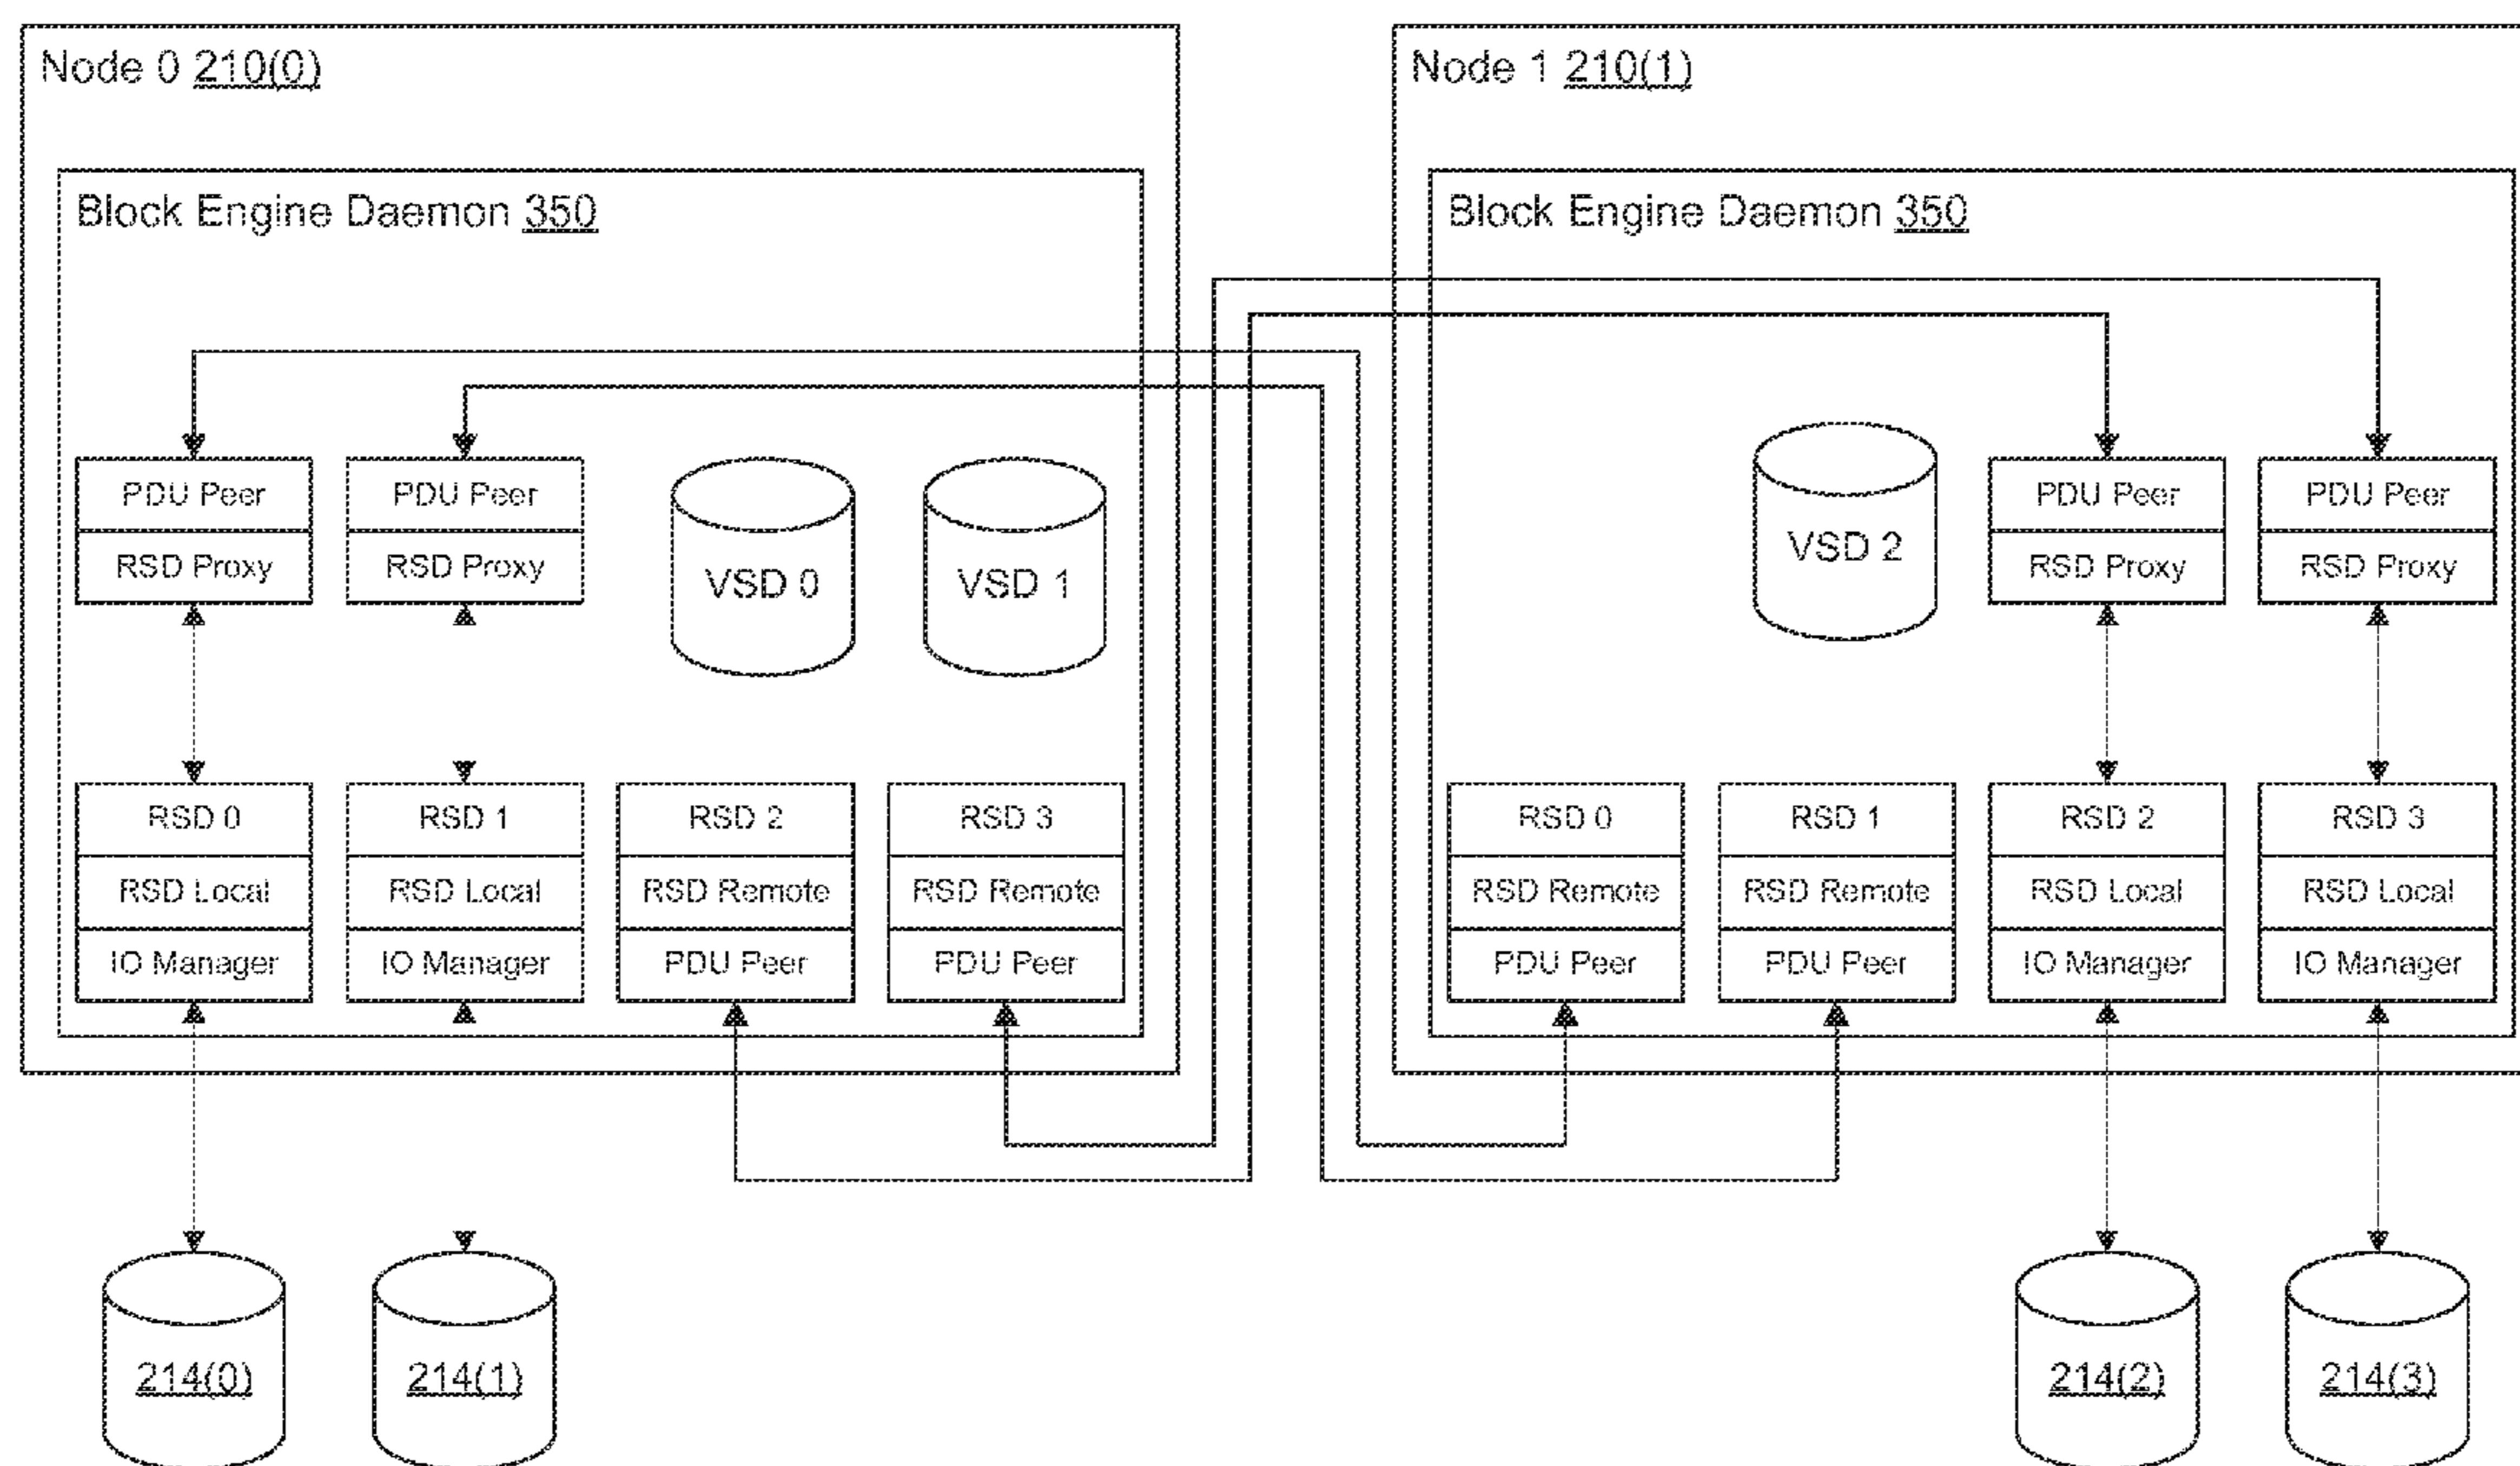 Node 0 210(0)
Node 1 210(1)
Block Engine Daemon 350
Block Engine Daemon 350
PDU Peer
PDU Peer
PDU Peer
PDU Peer
RSD Proxy
RSD Proxy
VSD 0
VSD 1
VSD 2
RSD Proxy
RSD Proxy
RSD 0
RSD 1
RSD 2
RSD 3
RSD 0
RSD 1
RSD 2
RSD 3
RSD Local
RSD Local
RSD Remote
RSD Remote
RSD Remote
RSD Remote
RSD Local
RSD Local
IO Manager
IO Manager
PDU Peer
PDU Peer
PDU Peer
PDU Peer
IO Manager
IO Manager
214(0)
214(1)
214(2)
214(3)